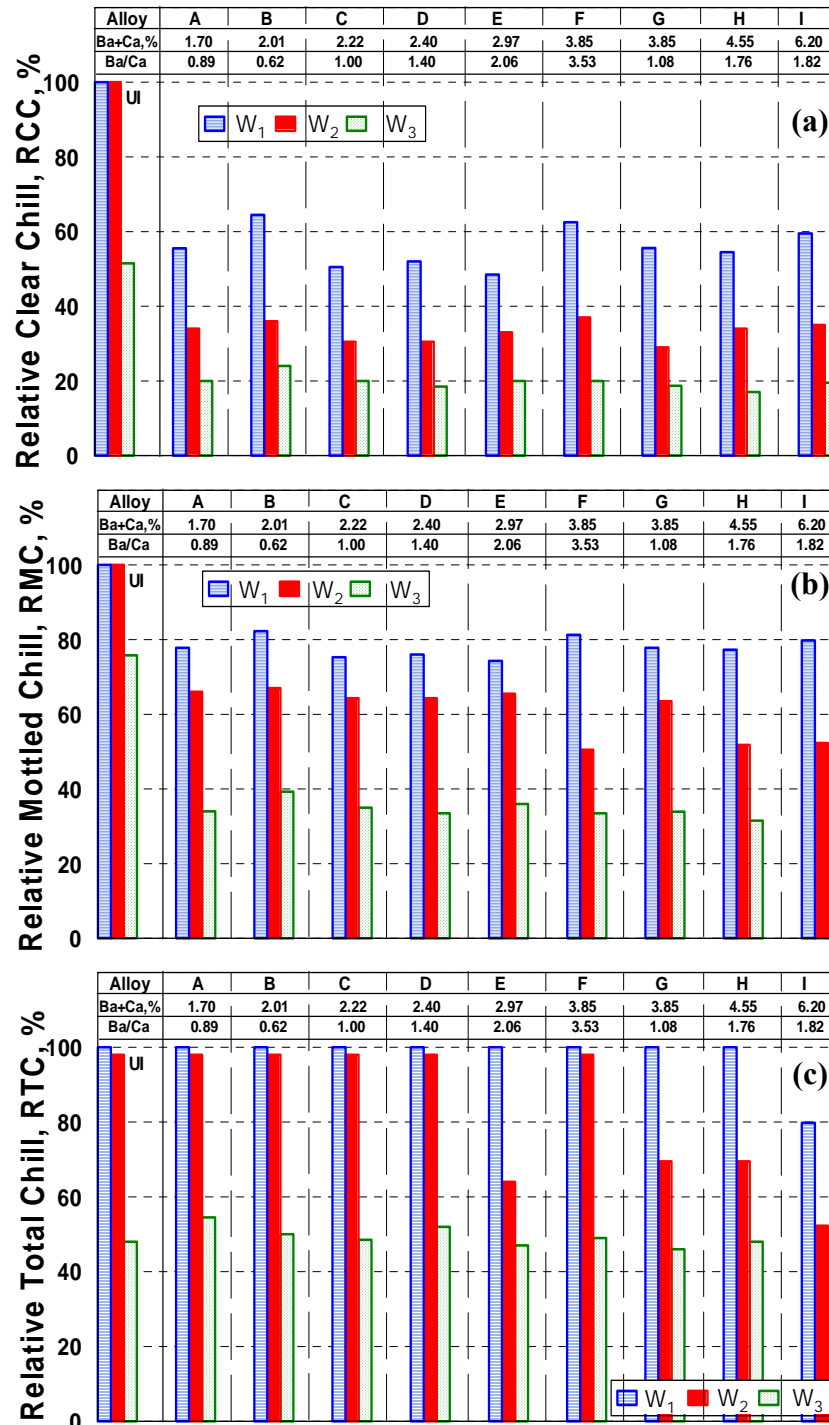 Alloy A B C D E F G H I
Ba+Ca,% 1.70 2.01 2.22 2.40 2.97 3.85 3.85 4.55 6.20
Ba/Ca 0.89 0.62 1.00 1.40 2.06 3.53 1.08 1.76 1.82
100
UI
(a)
W1 W2 W3
80
60
40
20
0
Relative Clear Chill, RCC, %
Alloy A B C D E F G H I
Ba+Ca,% 1.70 2.01 2.22 2.40 2.97 3.85 3.85 4.55 6.20
Ba/Ca 0.89 0.62 1.00 1.40 2.06 3.53 1.08 1.76 1.82
100
UI
(b)
W1 W2 W3
80
60
40
20
0
Relative Mottled Chill, RMC, %
Alloy A B C D E F G H I
Ba+Ca,% 1.70 2.01 2.22 2.40 2.97 3.85 3.85 4.55 6.20
Ba/Ca 0.89 0.62 1.00 1.40 2.06 3.53 1.08 1.76 1.82
100
UI
(c)
80
60
40
20
0
W1 W2 W3
Relative Total Chill, RTC, %